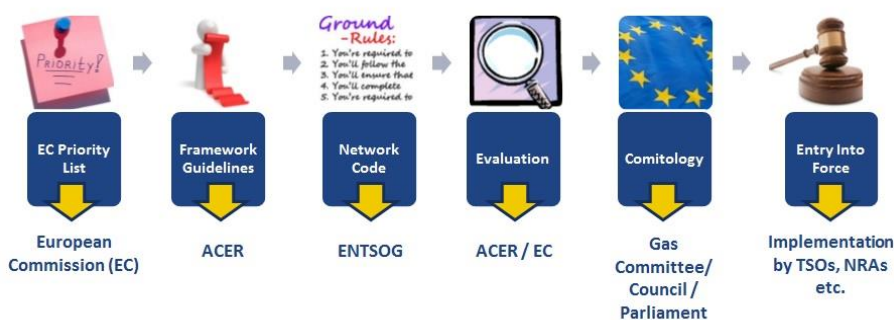 PRIORITY!
Ground
-Rules:
1. You're required to
2. You'll follow the
3. You'll ensure that
4. You'll complete
5. You're required to
EC Priority
List
Framework
Guidelines
Network
Code
Evaluation
Comitology
Entry Into
Force
European
Commission (EC)
ACER
ENTSOG
ACER / EC
Gas
Committee/
Council /
Parliament
Implementation
by TSOs, NRAs
etc.